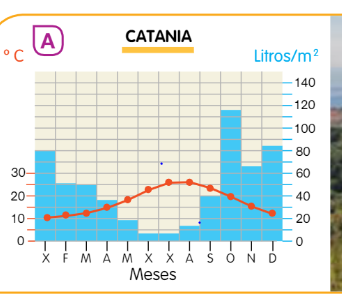 A
CATANIA
° C
Litros/m²
140
120
100
80
30 60
20 40
10 20
0 0
X F M A M X X A S O N D
Meses